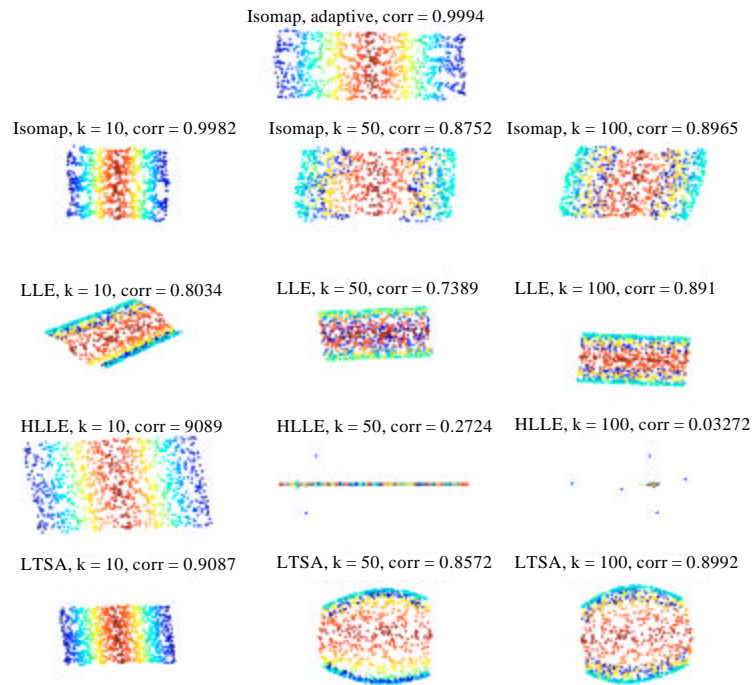 Isomap, adaptive, corr = 0.9994
Isomap, k = 10, corr = 0.9982
Isomap, k = 50, corr = 0.8752
Isomap, k = 100, corr = 0.8965
LLE, k = 10, corr = 0.8034
LLE, k = 50, corr = 0.7389
LLE, k = 100, corr = 0.891
HLLE, k = 10, corr = 9089
HLLE, k = 50, corr = 0.2724
HLLE, k = 100, corr = 0.03272
LTSA, k = 10, corr = 0.9087
LTSA, k = 50, corr = 0.8572
LTSA, k = 100, corr = 0.8992